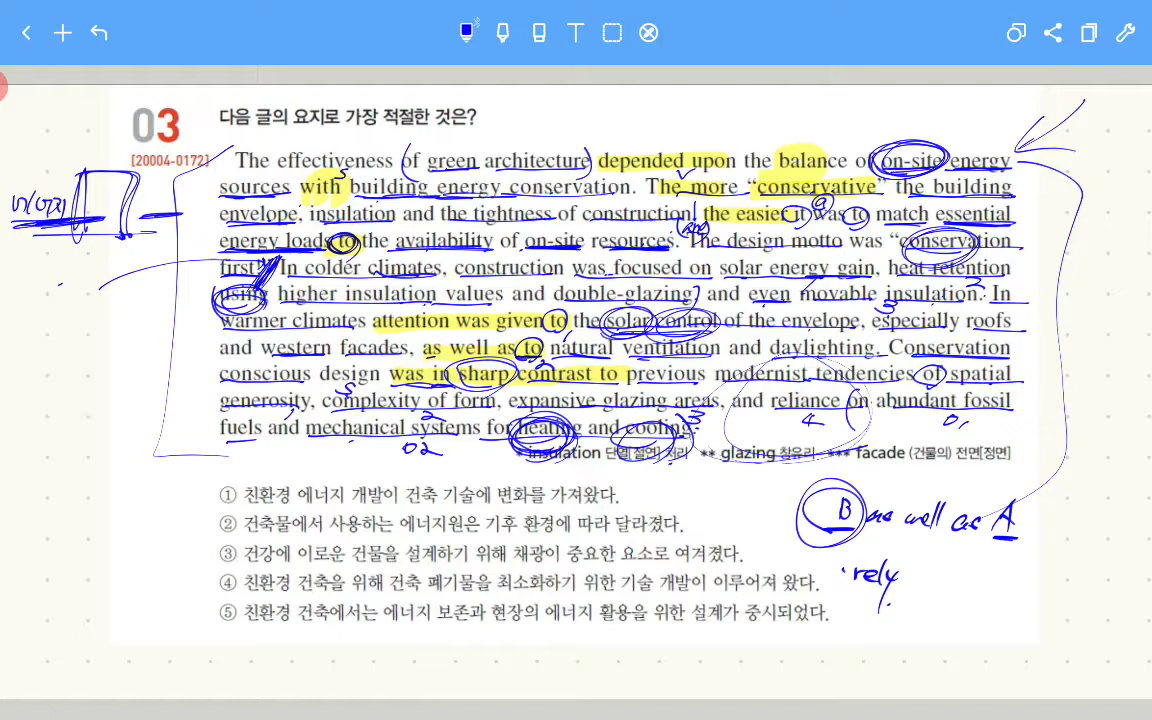 03 다음 글의 요지로 가장 적절한 것은?
[20004-0172]
The effectiveness of green architecture depended upon the balance of on-site energy
sources with building energy conservation. The more “conservative” the building
envelope, insulation and the tightness of construction, the easier it was to match essential
energy loads to the availability of on-site resources. The design motto was “conservation
first!” In colder climates, construction was focused on solar energy gain, heat retention
using higher insulation values and double-glazing, and even movable insulation. In
warmer climates attention was given to the solar control of the envelope, especially roofs
and western facades, as well as to natural ventilation and daylighting. Conservation
conscious design was in sharp contrast to previous modernist tendencies of spatial
generosity, complexity of form, expansive glazing areas, and reliance on abundant fossil
fuels and mechanical systems for heating and cooling.
* insulation 단열[절연] 처리 ** glazing 창유리 *** facade (건물의) 전면[정면]
① 친환경 에너지 개발이 건축 기술에 변화를 가져왔다.
② 건축물에서 사용하는 에너지원은 기후 환경에 따라 달라졌다.
③ 건강에 이로운 건물을 설계하기 위해 채광이 중요한 요소로 여겨졌다.
④ 친환경 건축을 위해 건축 폐기물을 최소화하기 위한 기술 개발이 이루어져 왔다.
⑤ 친환경 건축에서는 에너지 보존과 현장의 에너지 활용을 위한 설계가 중시되었다.
B as well as A
rely